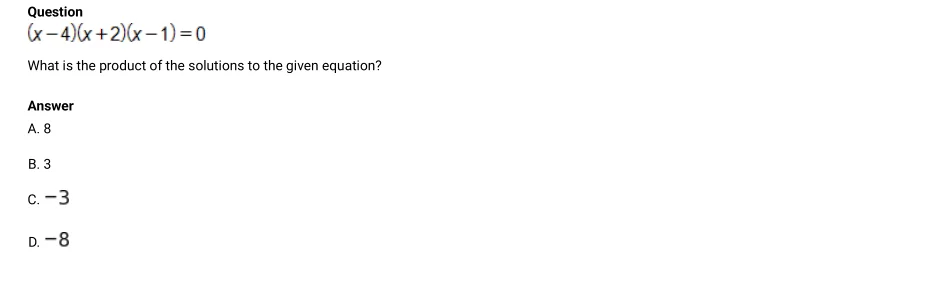 Question
(x−4)(x+2)(x−1)=0
What is the product of the solutions to the given equation?
Answer
A. 8
B. 3
C. −3
D. −8